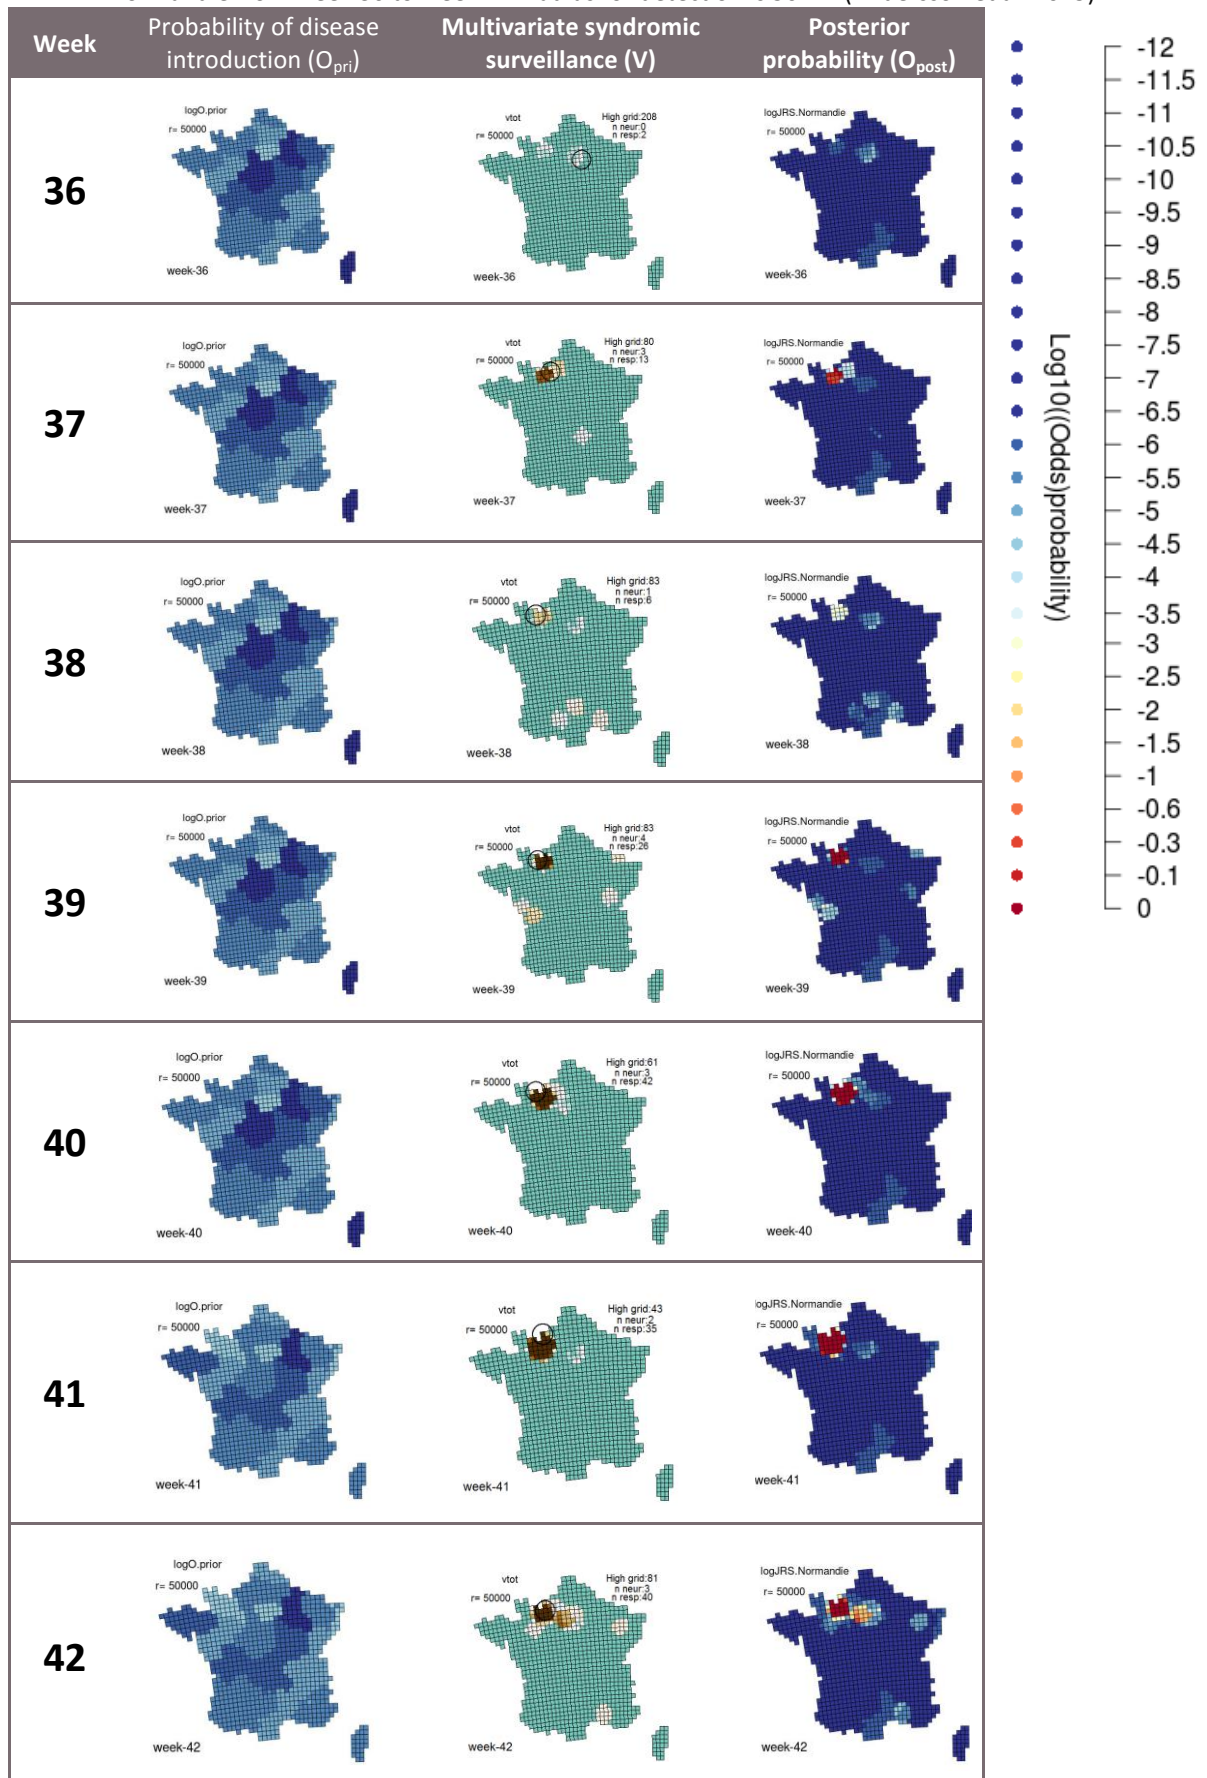 Week
Probability of disease
introduction (Opri)
Multivariate syndromic
surveillance (V)
Posterior
probability (Opost)
36
logO.prior
r= 50000
week-36
vtot
r= 50000
High grid:208
n neur:0
n resp:2
week-36
logJRS.Normandie
r= 50000
week-36
37
logO.prior
r= 50000
week-37
vtot
r= 50000
High grid:80
n neur:3
n resp:13
week-37
logJRS.Normandie
r= 50000
week-37
38
logO.prior
r= 50000
week-38
vtot
r= 50000
High grid:83
n neur:1
n resp:6
week-38
logJRS.Normandie
r= 50000
week-38
39
logO.prior
r= 50000
week-39
vtot
r= 50000
High grid:83
n neur:4
n resp:26
week-39
logJRS.Normandie
r= 50000
week-39
40
logO.prior
r= 50000
week-40
vtot
r= 50000
High grid:61
n neur:3
n resp:42
week-40
logJRS.Normandie
r= 50000
week-40
41
logO.prior
r= 50000
week-41
vtot
r= 50000
High grid:43
n neur:2
n resp:35
week-41
ogJRS.Normandie
r= 50000
week-41
42
logO.prior
r= 50000
week-42
vtot
r= 50000
High grid:81
n neur:3
n resp:40
week-42
logJRS.Normandie
r= 50000
week-42
Log10((Odds)probability)
-12
-11.5
-11
-10.5
-10
-9.5
-9
-8.5
-8
-7.5
-7
-6.5
-6
-5.5
-5
-4.5
-4
-3.5
-3
-2.5
-2
-1.5
-1
-0.6
-0.3
-0.1
0